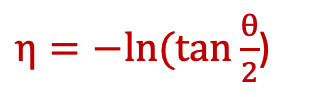 η = −ln(tan θ/2)